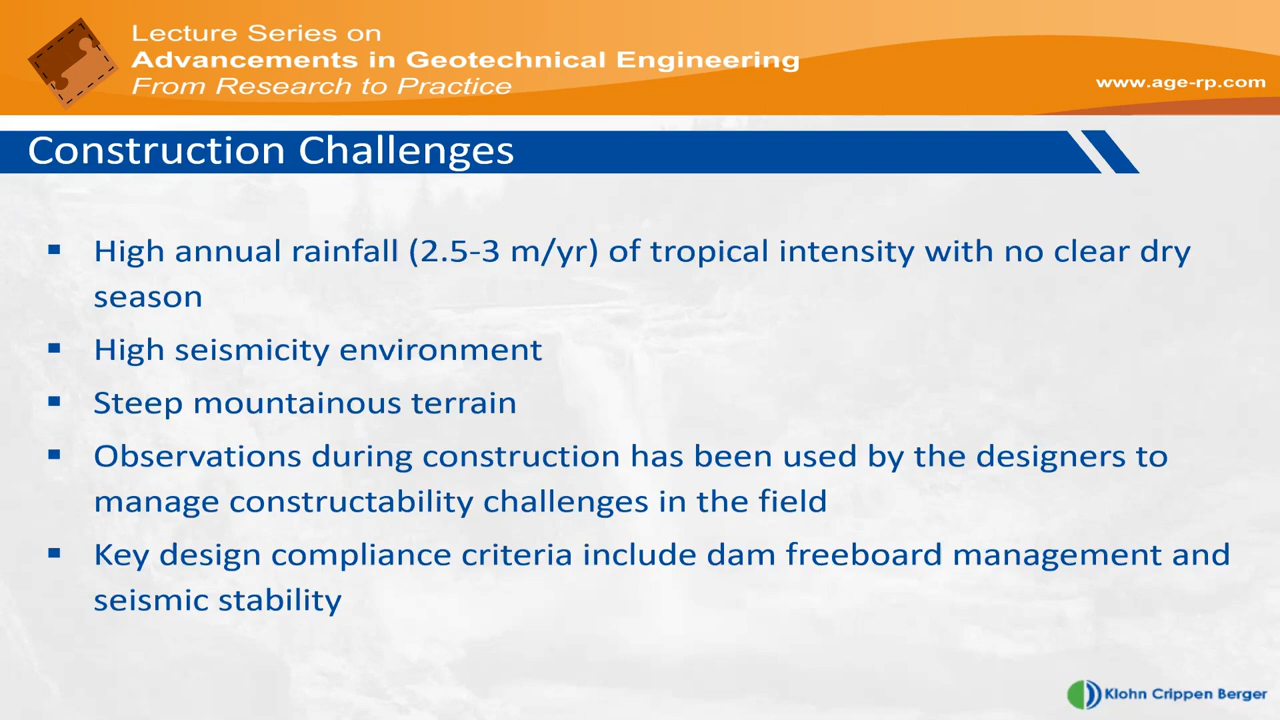 Lecture Series on
Advancements in Geotechnical Engineering
From Research to Practice
www.age-rp.com
Construction Challenges
▪ High annual rainfall (2.5-3 m/yr) of tropical intensity with no clear dry
season
▪ High seismicity environment
▪ Steep mountainous terrain
▪ Observations during construction has been used by the designers to
manage constructability challenges in the field
▪ Key design compliance criteria include dam freeboard management and
seismic stability
Klohn Crippen Berger